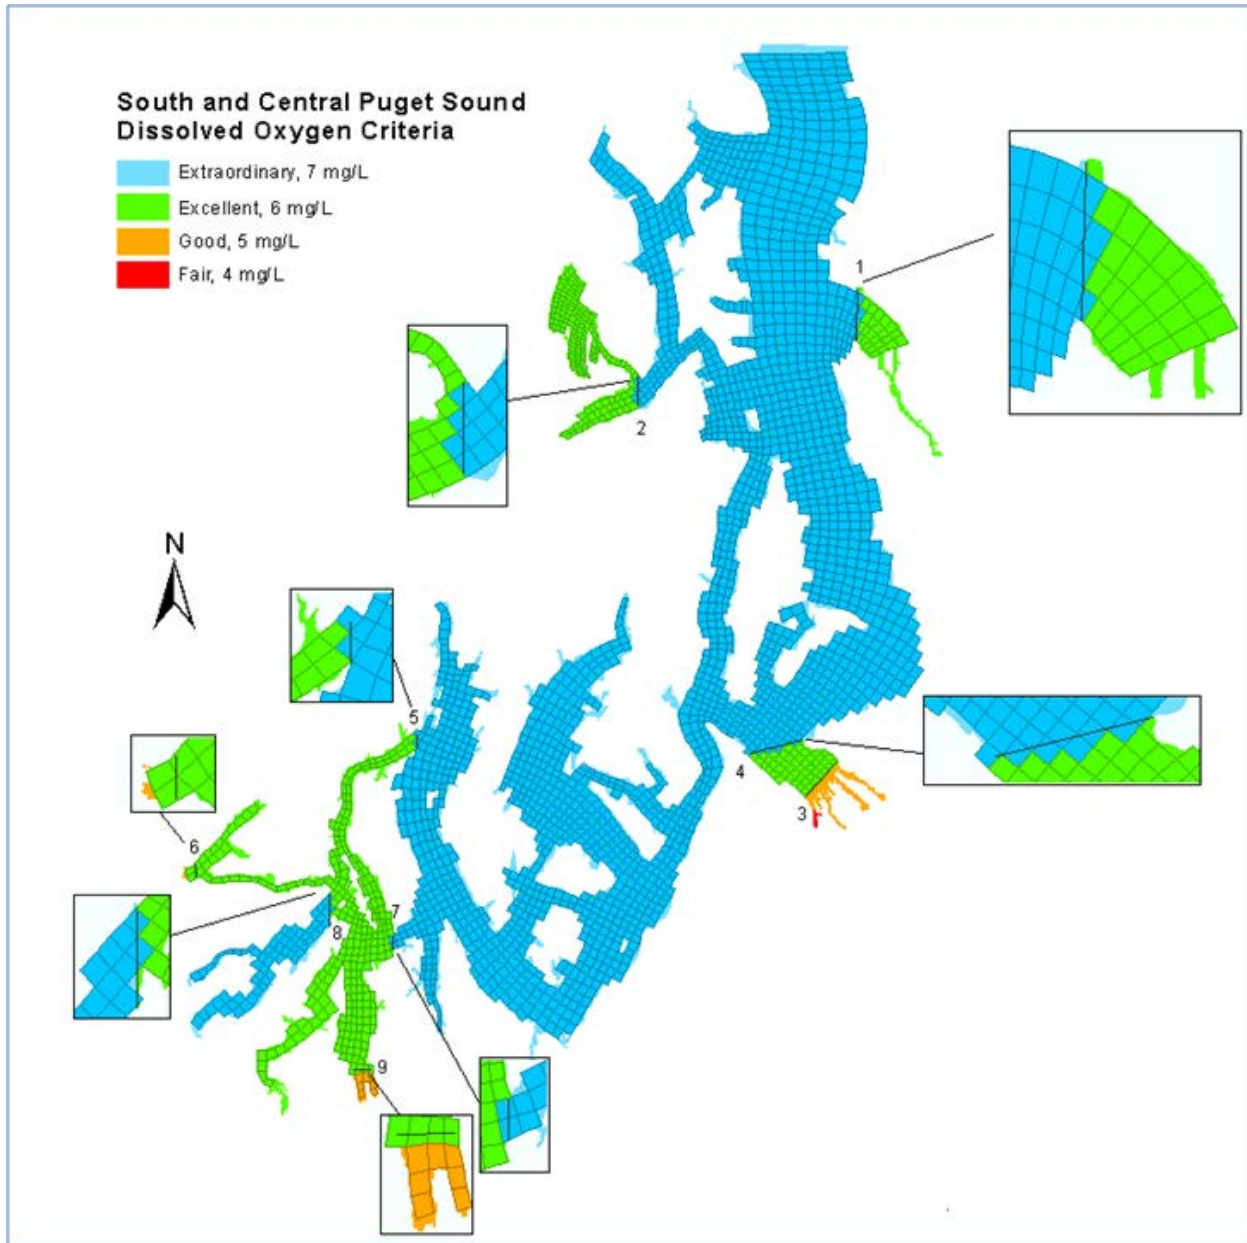 South and Central Puget Sound
Dissolved Oxygen Criteria
Extraordinary, 7 mg/L
Excellent, 6 mg/L
Good, 5 mg/L
Fair, 4 mg/L
1
2
N
5
4
3
6
7
8
9